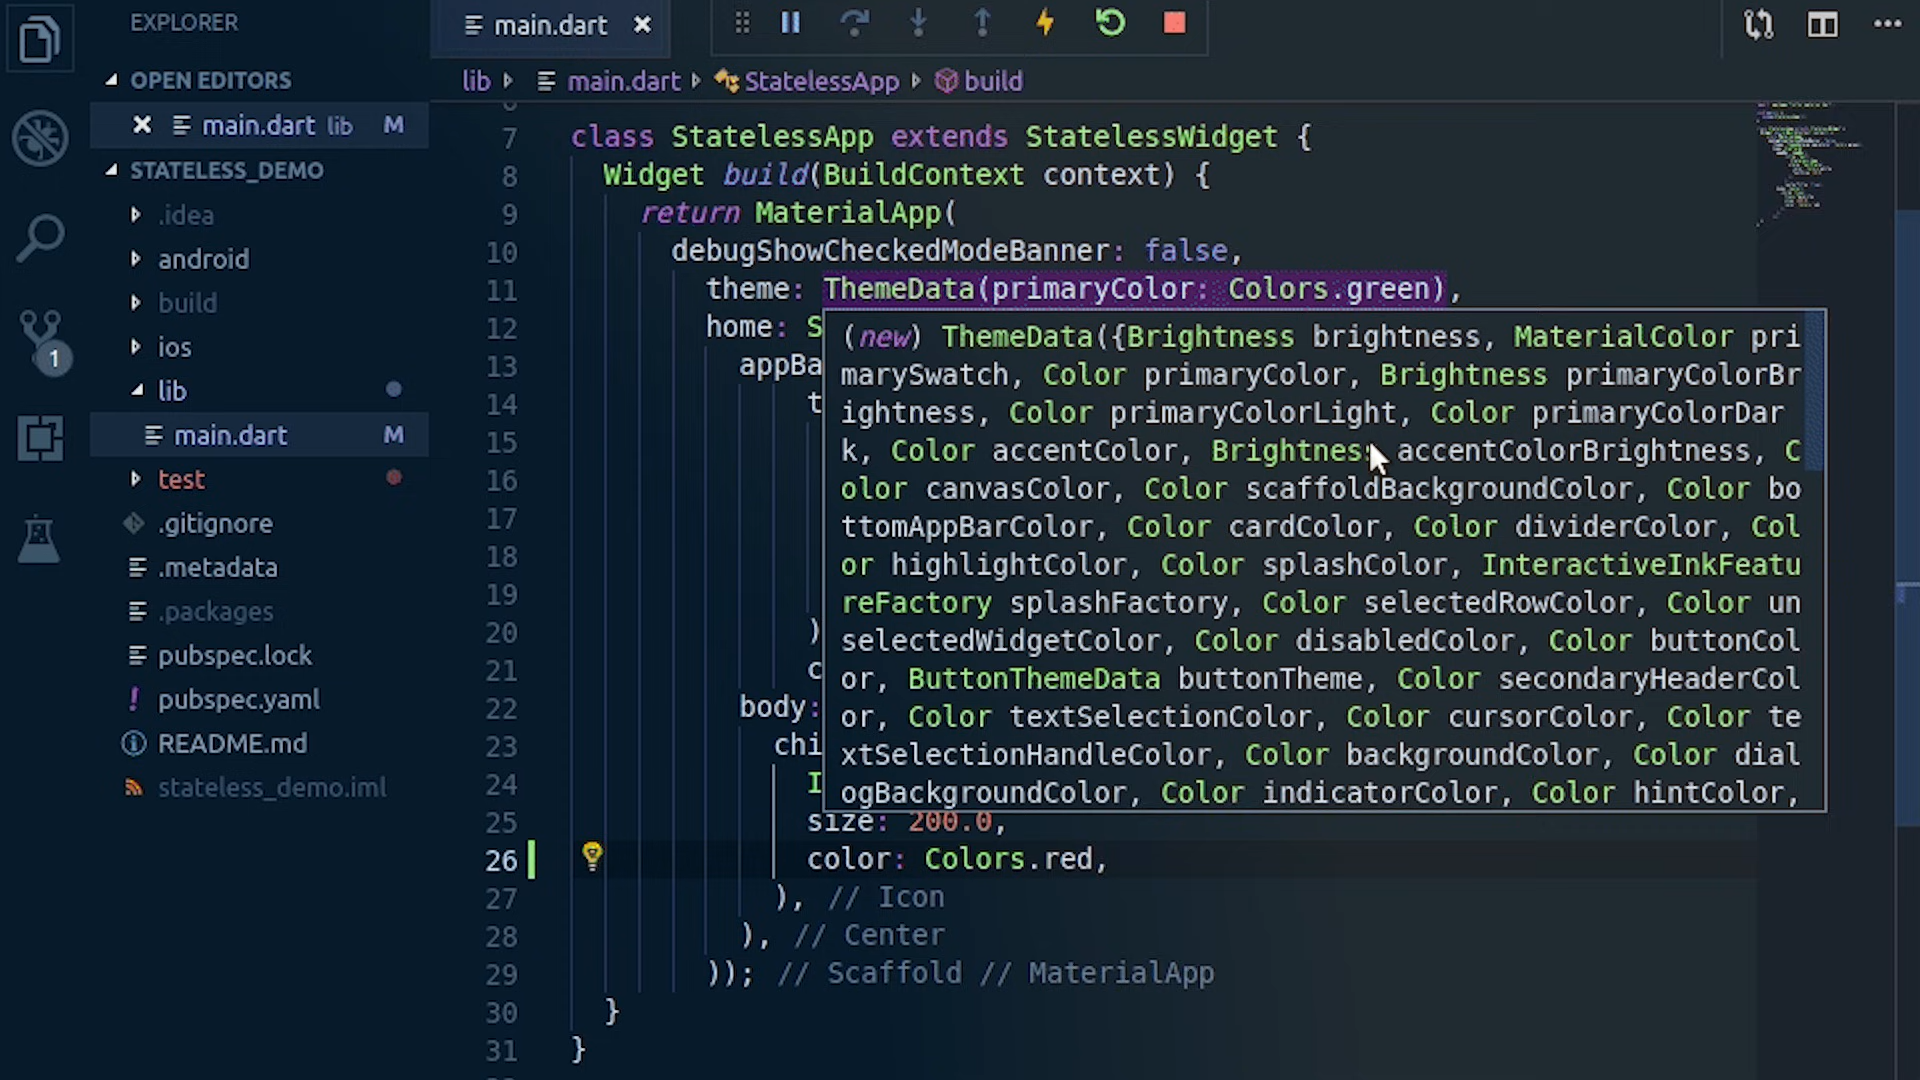 EXPLORER
OPEN EDITORS
main.dart lib M
STATELESS_DEMO
.idea
android
build
ios
lib
main.dart M
test
.gitignore
.metadata
.packages
pubspec.lock
pubspec.yaml
README.md
stateless_demo.iml
1
main.dart
lib main.dart StatelessApp build
7 class StatelessApp extends StatelessWidget {
8 Widget build(BuildContext context) {
9 return MaterialApp(
10 debugShowCheckedModeBanner: false,
11 theme: ThemeData(primaryColor: Colors.green),
12 home: S
13 appBa
14 t
15
16
17
18
19
20 )
21 c
22 body:
23 chi
24 I
25 size: 200.0,
26 color: Colors.red,
27 ), // Icon
28 ), // Center
29 )); // Scaffold // MaterialApp
30 }
31 }
(new) ThemeData({Brightness brightness, MaterialColor pri
marySwatch, Color primaryColor, Brightness primaryColorBr
ightness, Color primaryColorLight, Color primaryColorDar
k, Color accentColor, Brightness accentColorBrightness, C
olor canvasColor, Color scaffoldBackgroundColor, Color bo
ttomAppBarColor, Color cardColor, Color dividerColor, Col
or highlightColor, Color splashColor, InteractiveInkFeatu
reFactory splashFactory, Color selectedRowColor, Color un
selectedWidgetColor, Color disabledColor, Color buttonCol
or, ButtonThemeData buttonTheme, Color secondaryHeaderCol
or, Color textSelectionColor, Color cursorColor, Color te
xtSelectionHandleColor, Color backgroundColor, Color dial
ogBackgroundColor, Color indicatorColor, Color hintColor,